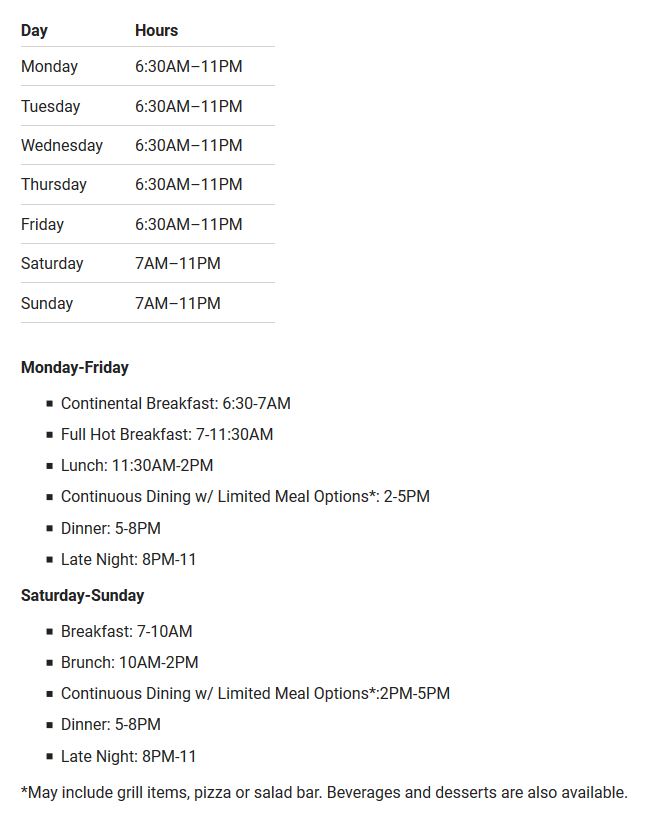 Day Hours
Monday 6:30AM–11PM
Tuesday 6:30AM–11PM
Wednesday 6:30AM–11PM
Thursday 6:30AM–11PM
Friday 6:30AM–11PM
Saturday 7AM–11PM
Sunday 7AM–11PM
Monday-Friday
▪ Continental Breakfast: 6:30-7AM
▪ Full Hot Breakfast: 7-11:30AM
▪ Lunch: 11:30AM-2PM
▪ Continuous Dining w/ Limited Meal Options*: 2-5PM
▪ Dinner: 5-8PM
▪ Late Night: 8PM-11
Saturday-Sunday
▪ Breakfast: 7-10AM
▪ Brunch: 10AM-2PM
▪ Continuous Dining w/ Limited Meal Options*:2PM-5PM
▪ Dinner: 5-8PM
▪ Late Night: 8PM-11
*May include grill items, pizza or salad bar. Beverages and desserts are also available.